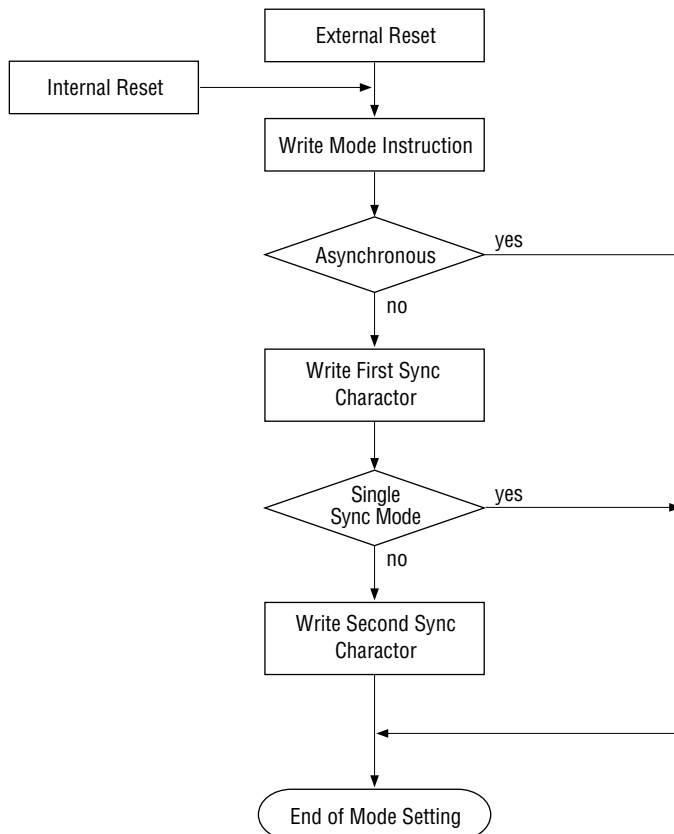 External Reset
Internal Reset
Write Mode Instruction
yes
Asynchronous
no
Write First Sync
Charactor
Single
yes
Sync Mode
no
Write Second Sync
Charactor
End of Mode Setting